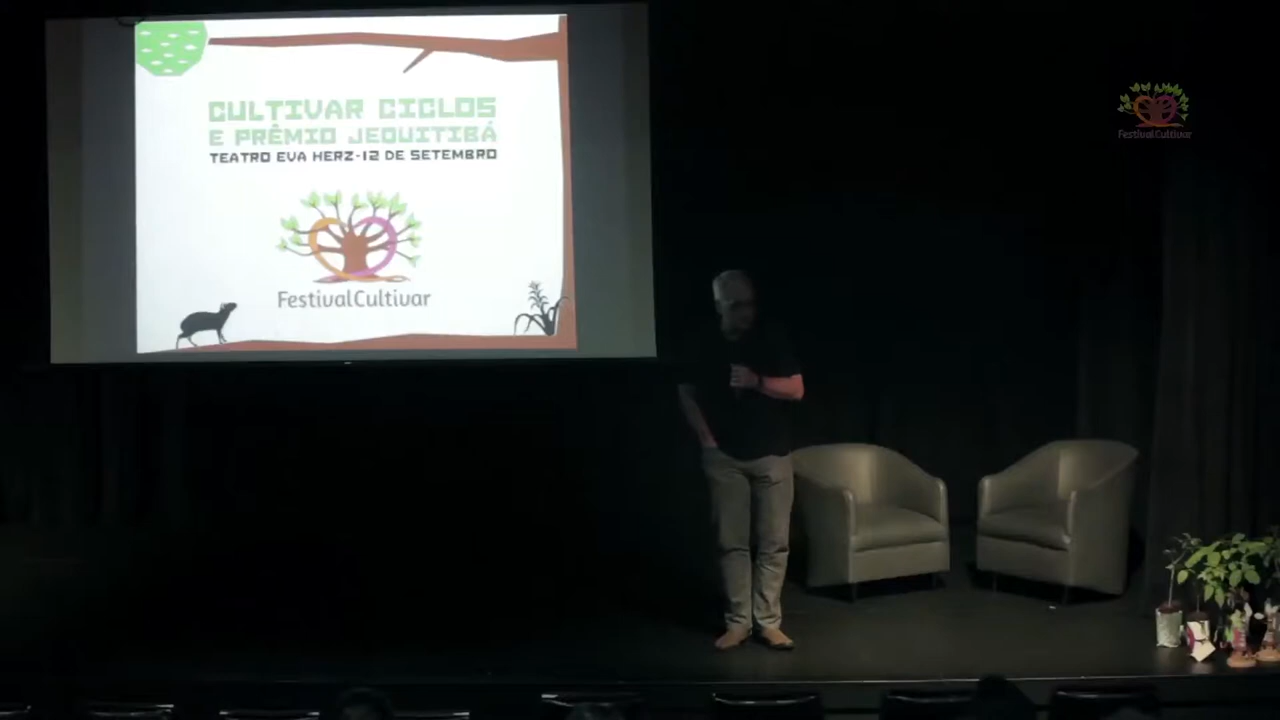 CULTIVAR CICLOS
E PRÊMIO JEQUITIBÁ
TEATRO EVA HERZ-12 DE SETEMBRO
FestivalCultivar
FestivalCultivar